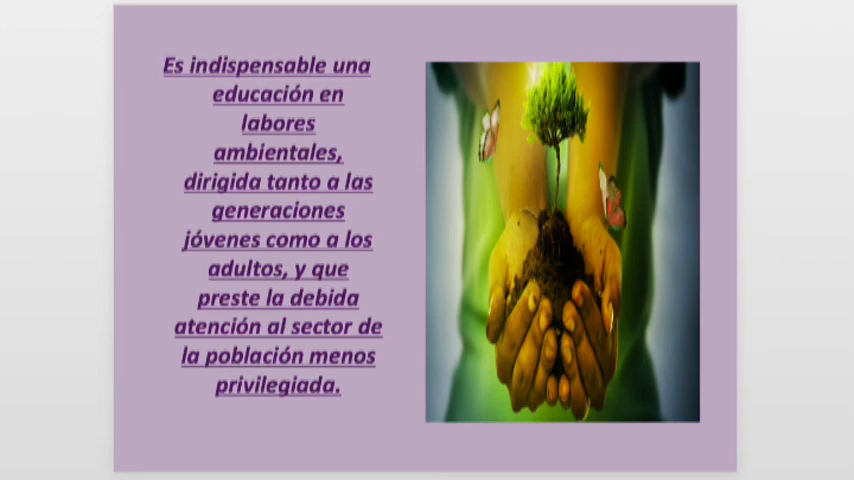 Es indispensable una
educación en
labores
ambientales,
dirigida tanto a las
generaciones
jóvenes como a los
adultos, y que
preste la debida
atención al sector de
la población menos
privilegiada.